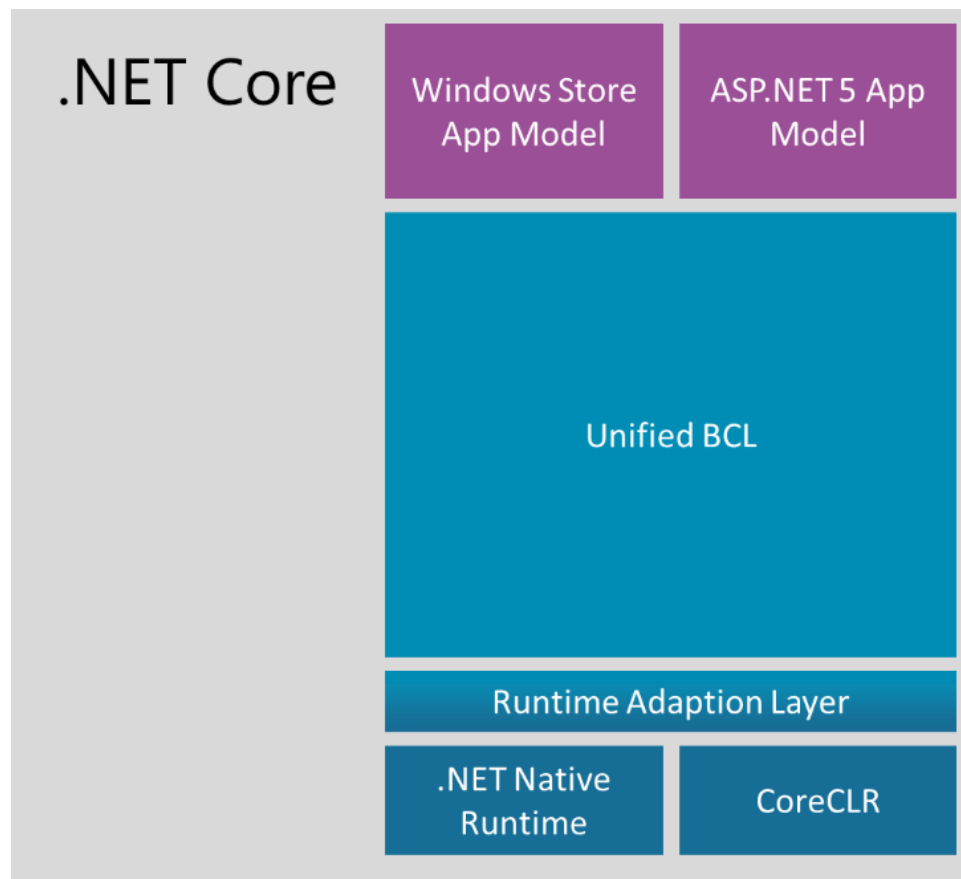 .NET Core
Windows Store
App Model
ASP.NET 5 App
Model
Unified BCL
Runtime Adaption Layer
.NET Native
Runtime
CoreCLR